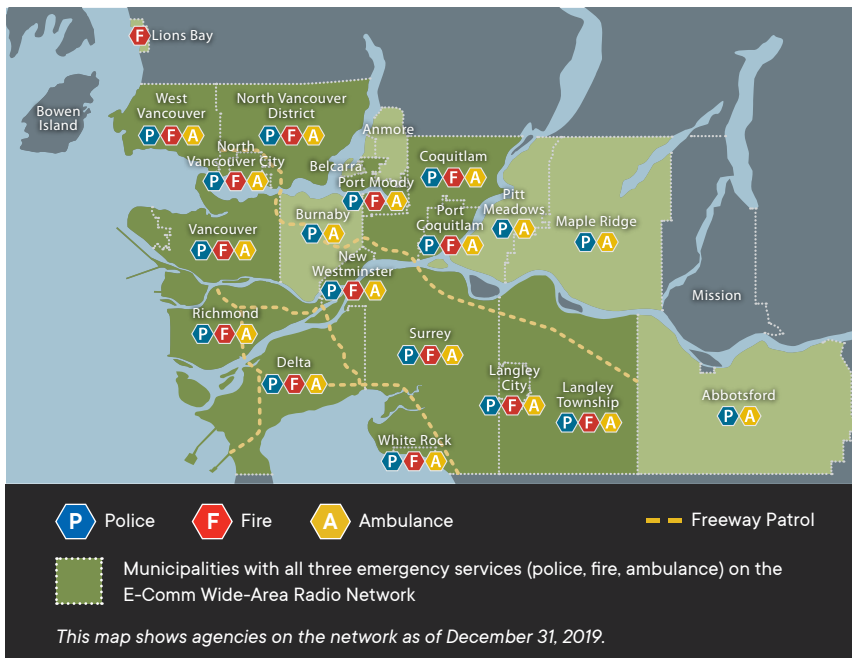 F Lions Bay
Bowen
Island
West
Vancouver
P F A
North Vancouver
District
P F A
Anmore
North
Vancouver City
P F A
Belcarra
Port Moody
P F A
Coquitlam
P F A
Burnaby
P A
Port
Coquitlam
P F A
Pitt
Meadows
P A
Maple Ridge
P A
Vancouver
P F A
New
Westminster
P F A
Mission
Richmond
P F A
Surrey
P F A
Delta
P F A
Langley
City
P F A
Langley
Township
P F A
Abbotsford
P A
White Rock
P F A
P Police F Fire A Ambulance Freeway Patrol
Municipalities with all three emergency services (police, fire, ambulance) on the
E-Comm Wide-Area Radio Network
This map shows agencies on the network as of December 31, 2019.